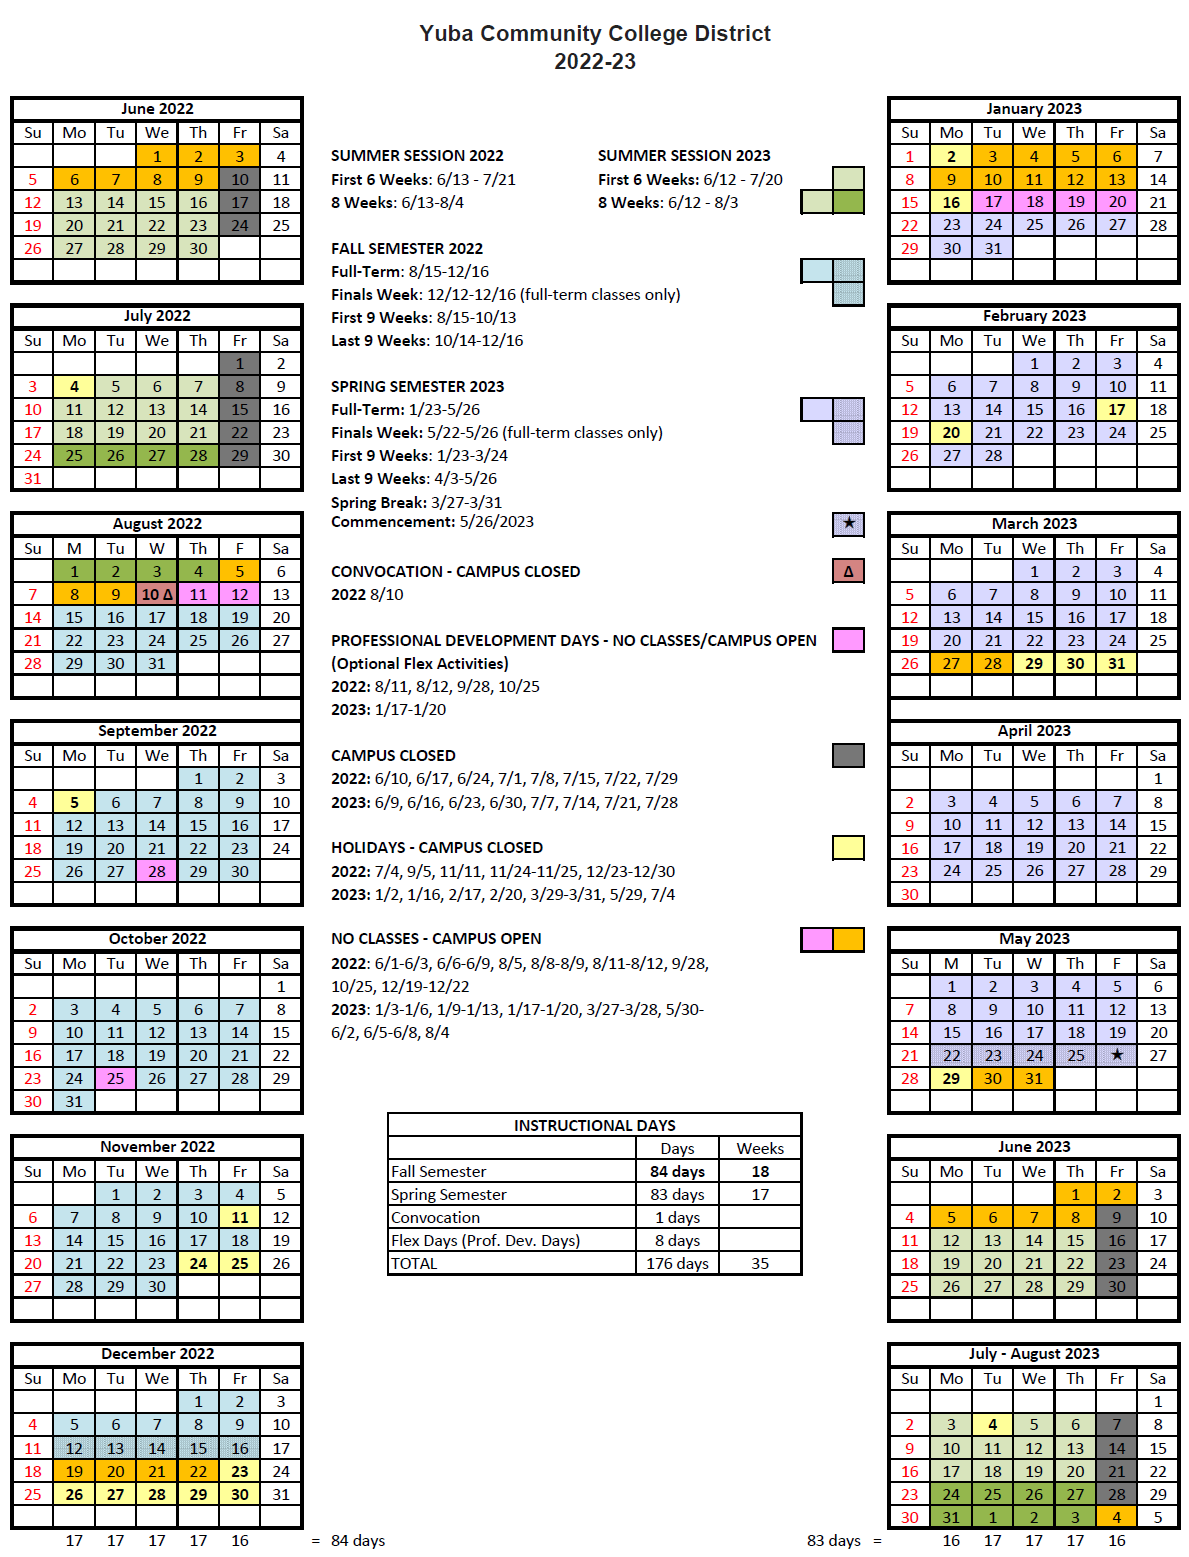 Yuba Community College District
2022-23
June 2022
Su Mo Tu We Th Fr Sa
1 2 3 4
5 6 7 8 9 10 11
12 13 14 15 16 17 18
19 20 21 22 23 24 25
26 27 28 29 30
July 2022
Su Mo Tu We Th Fr Sa
1 2
3 4 5 6 7 8 9
10 11 12 13 14 15 16
17 18 19 20 21 22 23
24 25 26 27 28 29 30
31
August 2022
Su M Tu W Th F Sa
1 2 3 4 5 6
7 8 9 10 Δ 11 12 13
14 15 16 17 18 19 20
21 22 23 24 25 26 27
28 29 30 31
September 2022
Su Mo Tu We Th Fr Sa
1 2 3
4 5 6 7 8 9 10
11 12 13 14 15 16 17
18 19 20 21 22 23 24
25 26 27 28 29 30
October 2022
Su Mo Tu We Th Fr Sa
1
2 3 4 5 6 7 8
9 10 11 12 13 14 15
16 17 18 19 20 21 22
23 24 25 26 27 28 29
30 31
November 2022
Su Mo Tu We Th Fr Sa
1 2 3 4 5
6 7 8 9 10 11 12
13 14 15 16 17 18 19
20 21 22 23 24 25 26
27 28 29 30
December 2022
Su Mo Tu We Th Fr Sa
1 2 3
4 5 6 7 8 9 10
11 12 13 14 15 16 17
18 19 20 21 22 23 24
25 26 27 28 29 30 31
17 17 17 17 16 = 84 days
SUMMER SESSION 2022
First 6 Weeks: 6/13 - 7/21
8 Weeks: 6/13-8/4
SUMMER SESSION 2023
First 6 Weeks: 6/12 - 7/20
8 Weeks: 6/12 - 8/3
FALL SEMESTER 2022
Full-Term: 8/15-12/16
Finals Week: 12/12-12/16 (full-term classes only)
First 9 Weeks: 8/15-10/13
Last 9 Weeks: 10/14-12/16
SPRING SEMESTER 2023
Full-Term: 1/23-5/26
Finals Week: 5/22-5/26 (full-term classes only)
First 9 Weeks: 1/23-3/24
Last 9 Weeks: 4/3-5/26
Spring Break: 3/27-3/31
Commencement: 5/26/2023 ★
CONVOCATION - CAMPUS CLOSED Δ
2022 8/10
PROFESSIONAL DEVELOPMENT DAYS - NO CLASSES/CAMPUS OPEN
(Optional Flex Activities)
2022: 8/11, 8/12, 9/28, 10/25
2023: 1/17-1/20
CAMPUS CLOSED
2022: 6/10, 6/17, 6/24, 7/1, 7/8, 7/15, 7/22, 7/29
2023: 6/9, 6/16, 6/23, 6/30, 7/7, 7/14, 7/21, 7/28
HOLIDAYS - CAMPUS CLOSED
2022: 7/4, 9/5, 11/11, 11/24-11/25, 12/23-12/30
2023: 1/2, 1/16, 2/17, 2/20, 3/29-3/31, 5/29, 7/4
NO CLASSES - CAMPUS OPEN
2022: 6/1-6/3, 6/6-6/9, 8/5, 8/8-8/9, 8/11-8/12, 9/28,
10/25, 12/19-12/22
2023: 1/3-1/6, 1/9-1/13, 1/17-1/20, 3/27-3/28, 5/30-
6/2, 6/5-6/8, 8/4
INSTRUCTIONAL DAYS
Days Weeks
Fall Semester 84 days 18
Spring Semester 83 days 17
Convocation 1 days
Flex Days (Prof. Dev. Days) 8 days
TOTAL 176 days 35
January 2023
Su Mo Tu We Th Fr Sa
1 2 3 4 5 6 7
8 9 10 11 12 13 14
15 16 17 18 19 20 21
22 23 24 25 26 27 28
29 30 31
February 2023
Su Mo Tu We Th Fr Sa
1 2 3 4
5 6 7 8 9 10 11
12 13 14 15 16 17 18
19 20 21 22 23 24 25
26 27 28
March 2023
Su Mo Tu We Th Fr Sa
1 2 3 4
5 6 7 8 9 10 11
12 13 14 15 16 17 18
19 20 21 22 23 24 25
26 27 28 29 30 31
April 2023
Su Mo Tu We Th Fr Sa
1
2 3 4 5 6 7 8
9 10 11 12 13 14 15
16 17 18 19 20 21 22
23 24 25 26 27 28 29
30
May 2023
Su M Tu W Th F Sa
1 2 3 4 5 6
7 8 9 10 11 12 13
14 15 16 17 18 19 20
21 22 23 24 25 ★ 27
28 29 30 31
June 2023
Su Mo Tu We Th Fr Sa
1 2 3
4 5 6 7 8 9 10
11 12 13 14 15 16 17
18 19 20 21 22 23 24
25 26 27 28 29 30
July - August 2023
Su Mo Tu We Th Fr Sa
1
2 3 4 5 6 7 8
9 10 11 12 13 14 15
16 17 18 19 20 21 22
23 24 25 26 27 28 29
30 31 1 2 3 4 5
83 days = 16 17 17 17 16